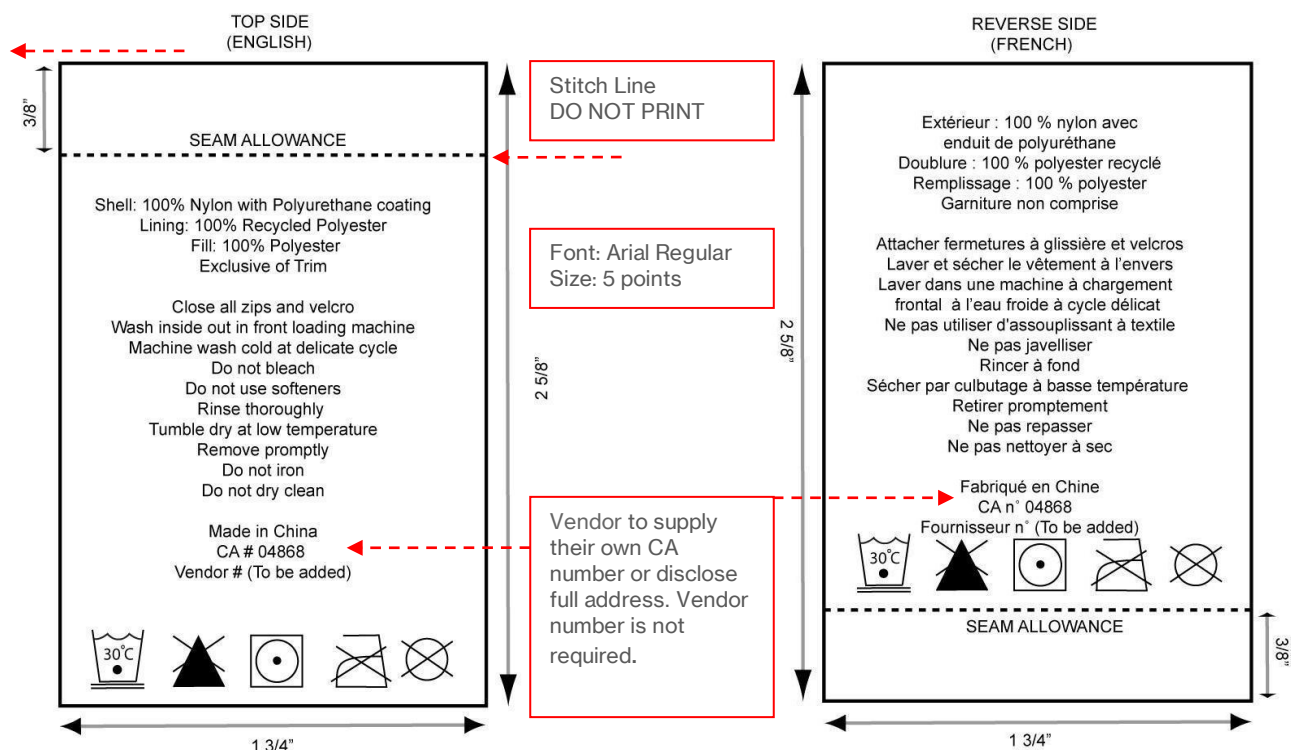 TOP SIDE
(ENGLISH)
3/8”
SEAM ALLOWANCE
Shell: 100% Nylon with Polyurethane coating
Lining: 100% Recycled Polyester
Fill: 100% Polyester
Exclusive of Trim
Close all zips and velcro
Wash inside out in front loading machine
Machine wash cold at delicate cycle
Do not bleach
Do not use softeners
Rinse thoroughly
Tumble dry at low temperature
Remove promptly
Do not iron
Do not dry clean
Made in China
CA # 04868
Vendor # (To be added)
30°C
1 3/4”
2 5/8”
Stitch Line
DO NOT PRINT
Font: Arial Regular
Size: 5 points
Vendor to supply
their own CA
number or disclose
full address. Vendor
number is not
required.
REVERSE SIDE
(FRENCH)
2 5/8”
Extérieur : 100 % nylon avec
enduit de polyuréthane
Doublure : 100 % polyester recyclé
Remplissage : 100 % polyester
Garniture non comprise
Attacher fermetures à glissière et velcros
Laver et sécher le vêtement à l’envers
Laver dans une machine à chargement
frontal à l’eau froide à cycle délicat
Ne pas utiliser d'assouplissant à textile
Ne pas javelliser
Rincer à fond
Sécher par culbutage à basse température
Retirer promptement
Ne pas repasser
Ne pas nettoyer à sec
Fabriqué en Chine
CA n° 04868
Fournisseur n° (To be added)
30°C
SEAM ALLOWANCE
3/8”
1 3/4”